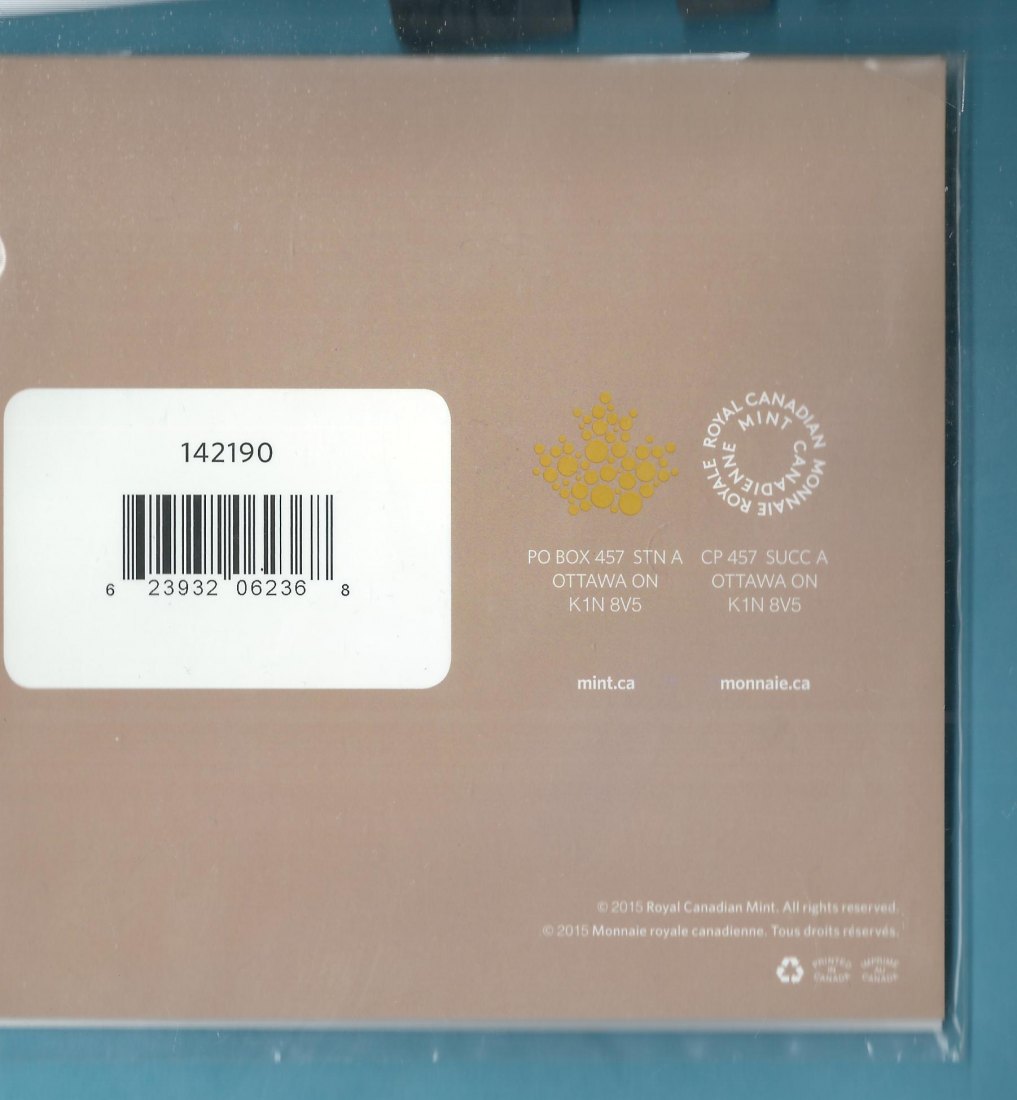 142190
6 23932 06236 8
ROYAL CANADIAN MINT
MONNAIE ROYALE CANADIENNE
PO BOX 457 STN A
OTTAWA ON
K1N 8V5
CP 457 SUCC A
OTTAWA ON
K1N 8V5
mint.ca
monnaie.ca
© 2015 Royal Canadian Mint. All rights reserved.
© 2015 Monnaie royale canadienne. Tous droits réservés.
PRINTED IN CANADA
IMPRIMÉ AU CANADA